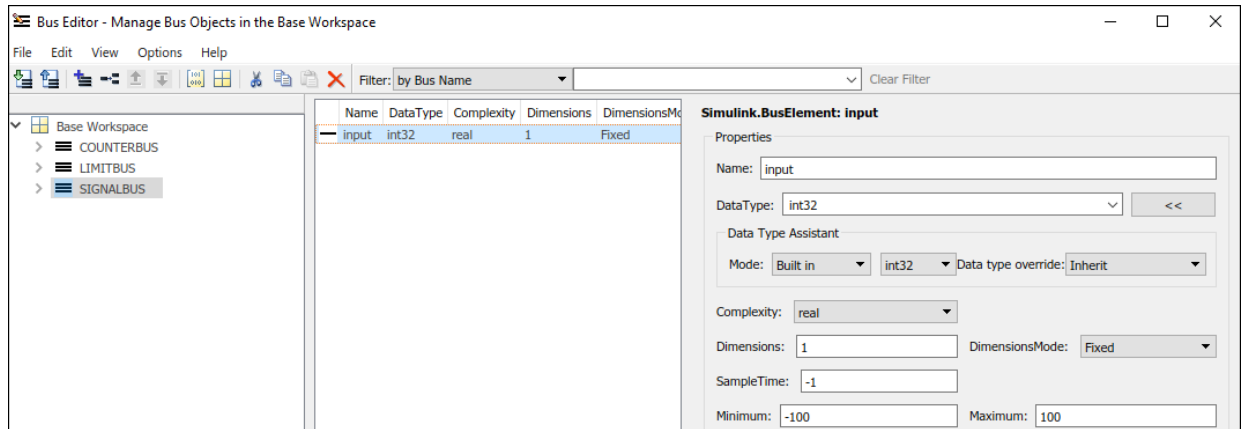 Bus Editor - Manage Bus Objects in the Base Workspace
File Edit View Options Help
Filter: by Bus Name Clear Filter
Name DataType Complexity Dimensions DimensionsMo
input int32 real 1 Fixed
Base Workspace
COUNTERBUS
LIMITBUS
SIGNALBUS
Simulink.BusElement: input
Properties
Name: input
DataType: int32 <<
Data Type Assistant
Mode: Built in int32 Data type override: Inherit
Complexity: real
Dimensions: 1 DimensionsMode: Fixed
SampleTime: -1
Minimum: -100 Maximum: 100